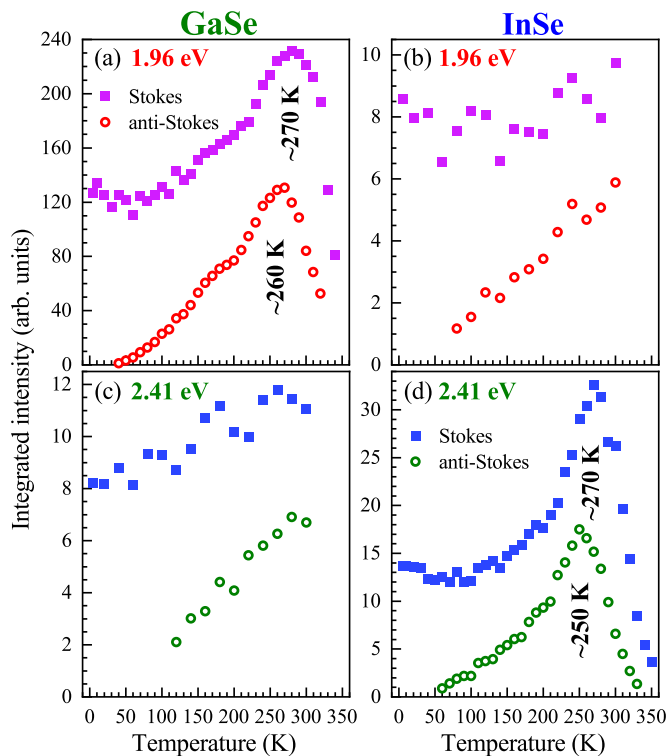 GaSe
InSe
(a) 1.96 eV
Stokes
anti-Stokes
~270 K
~260 K
240
200
160
120
80
40
0
(b) 1.96 eV
10
8
6
4
2
0
Integrated intensity (arb. units)
(c) 2.41 eV
12
10
8
6
4
2
0
0 50 100 150 200 250 300 350
Temperature (K)
(d) 2.41 eV
Stokes
anti-Stokes
~270 K
~250 K
30
25
20
15
10
5
0
0 50 100 150 200 250 300 350
Temperature (K)